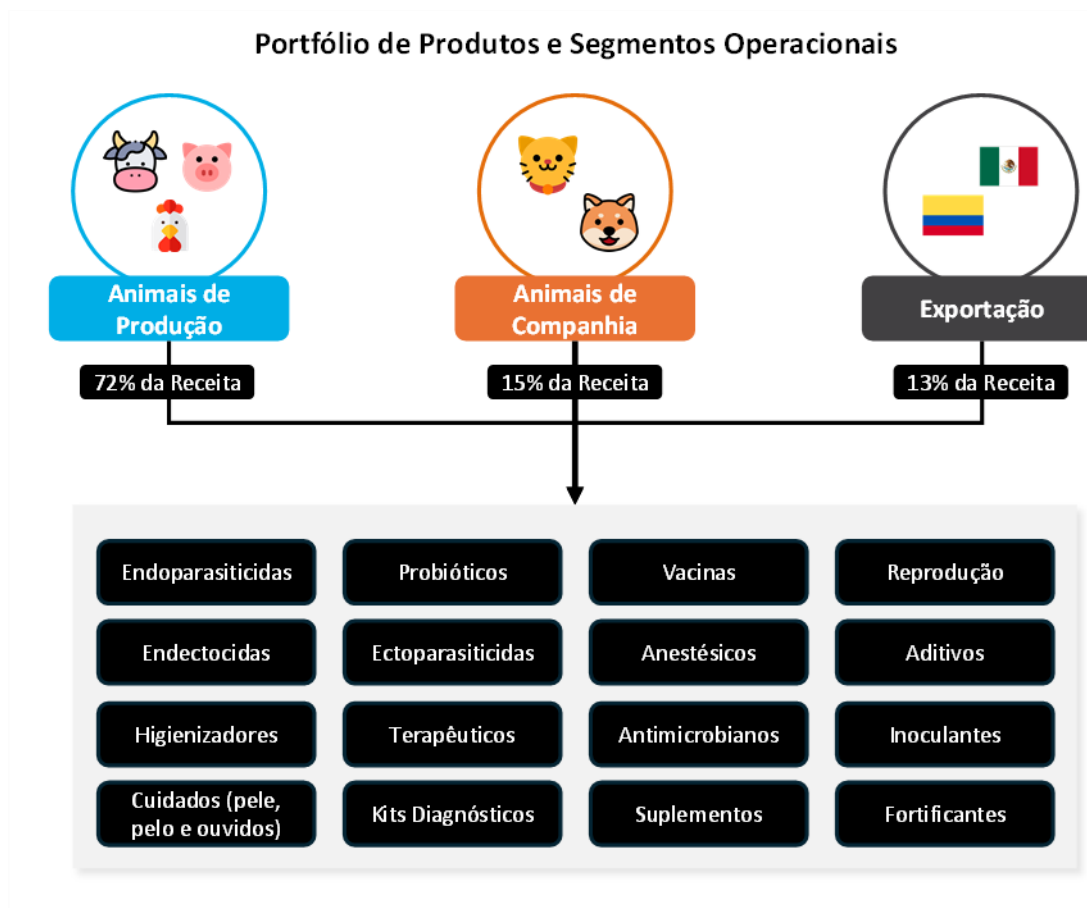 Portfólio de Produtos e Segmentos Operacionais
Animais de
Produção
Animais de
Companhia
Exportação
72% da Receita
15% da Receita
13% da Receita
Endoparasiticidas
Probióticos
Vacinas
Reprodução
Endectocidas
Ectoparasiticidas
Anestésicos
Aditivos
Higienizadores
Terapêuticos
Antimicrobianos
Inoculantes
Cuidados (pele,
pelo e ouvidos)
Kits Diagnósticos
Suplementos
Fortificantes